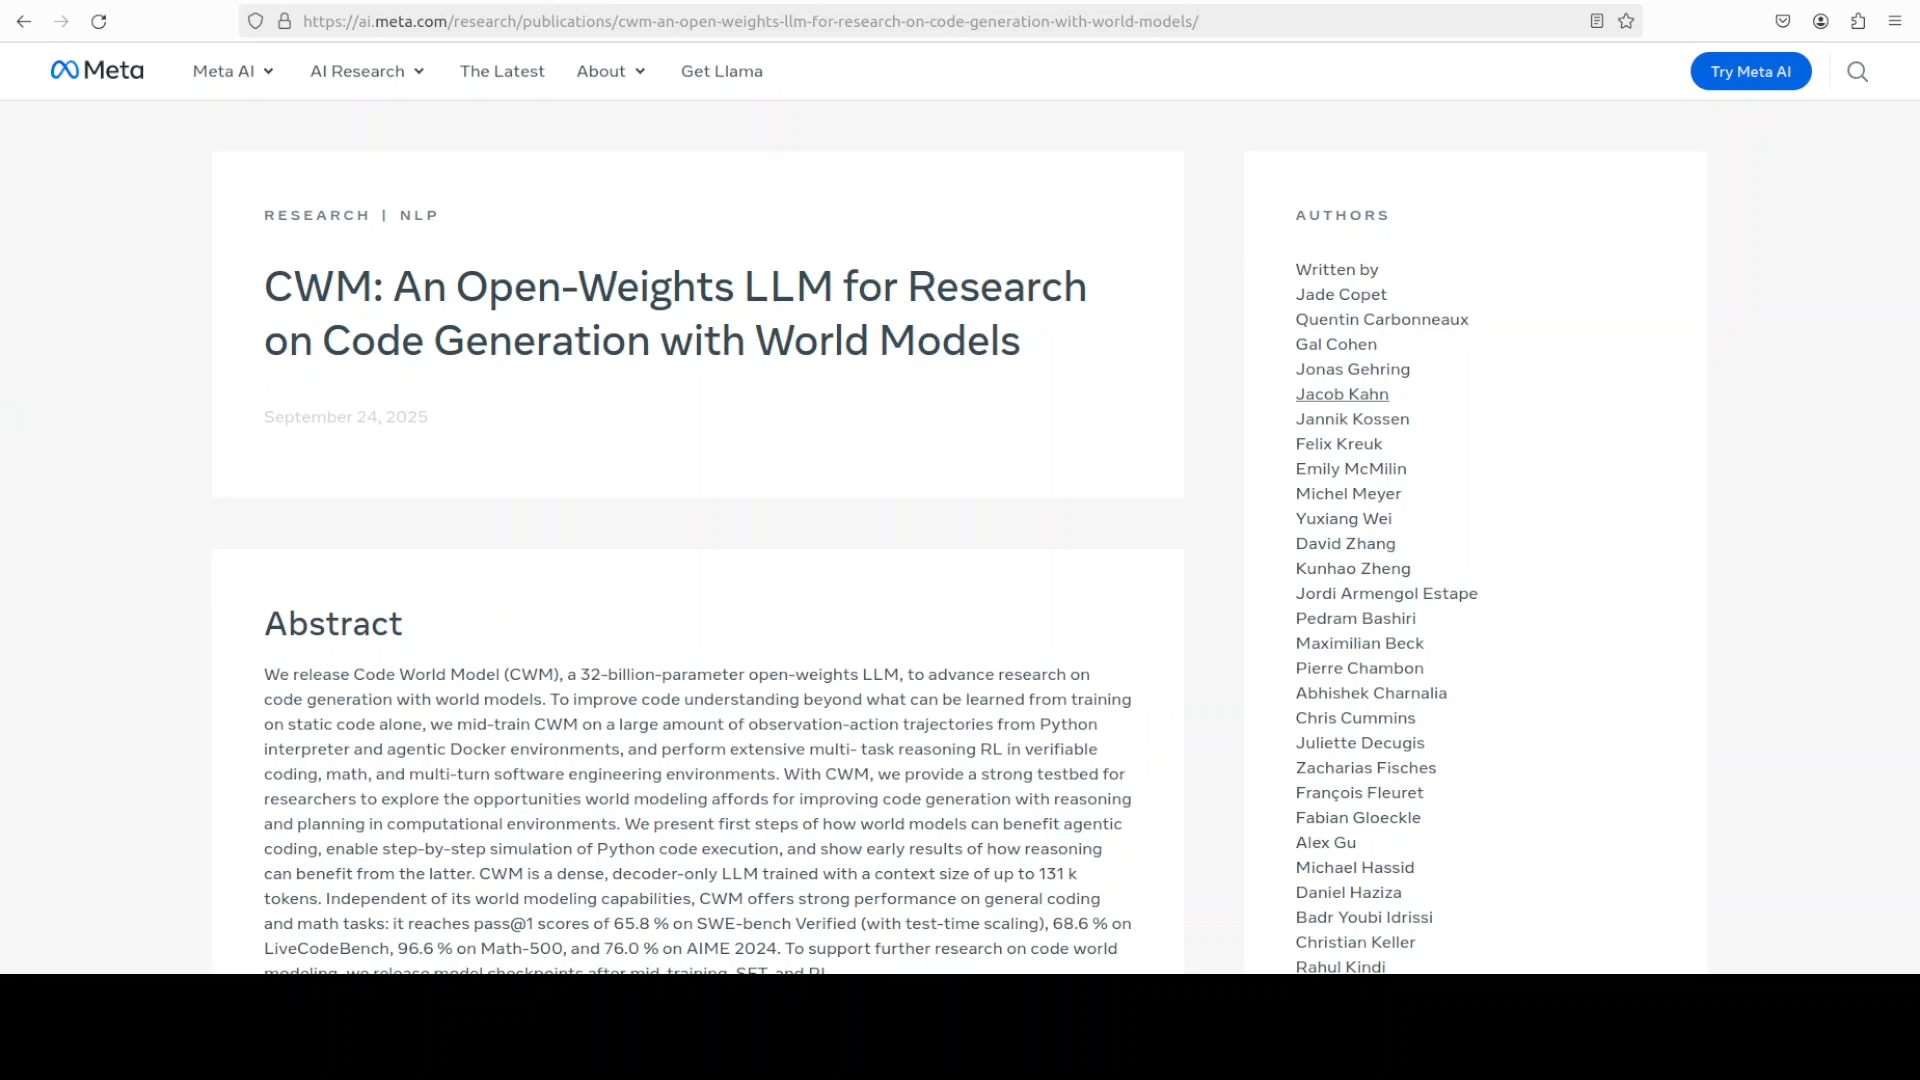 https://ai.meta.com/research/publications/cwm-an-open-weights-llm-for-research-on-code-generation-with-world-models/
Meta
Meta AI
AI Research
The Latest
About
Get Llama
Try Meta AI
RESEARCH | NLP
CWM: An Open-Weights LLM for Research
on Code Generation with World Models
September 24, 2025
Abstract
We release Code World Model (CWM), a 32-billion-parameter open-weights LLM, to advance research on
code generation with world models. To improve code understanding beyond what can be learned from training
on static code alone, we mid-train CWM on a large amount of observation-action trajectories from Python
interpreter and agentic Docker environments, and perform extensive multi- task reasoning RL in verifiable
coding, math, and multi-turn software engineering environments. With CWM, we provide a strong testbed for
researchers to explore the opportunities world modeling affords for improving code generation with reasoning
and planning in computational environments. We present first steps of how world models can benefit agentic
coding, enable step-by-step simulation of Python code execution, and show early results of how reasoning
can benefit from the latter. CWM is a dense, decoder-only LLM trained with a context size of up to 131 k
tokens. Independent of its world modeling capabilities, CWM offers strong performance on general coding
and math tasks: it reaches pass@1 scores of 65.8 % on SWE-bench Verified (with test-time scaling), 68.6 % on
LiveCodeBench, 96.6 % on Math-500, and 76.0 % on AIME 2024. To support further research on code world
modeling, we release model checkpoints after mid-training, SFT, and RL.
AUTHORS
Written by
Jade Copet
Quentin Carbonneaux
Gal Cohen
Jonas Gehring
Jacob Kahn
Jannik Kossen
Felix Kreuk
Emily McMilin
Michel Meyer
Yuxiang Wei
David Zhang
Kunhao Zheng
Jordi Armengol Estape
Pedram Bashiri
Maximilian Beck
Pierre Chambon
Abhishek Charnalia
Chris Cummins
Juliette Decugis
Zacharias Fisches
François Fleuret
Fabian Gloeckle
Alex Gu
Michael Hassid
Daniel Haziza
Badr Youbi Idrissi
Christian Keller
Rahul Kindi